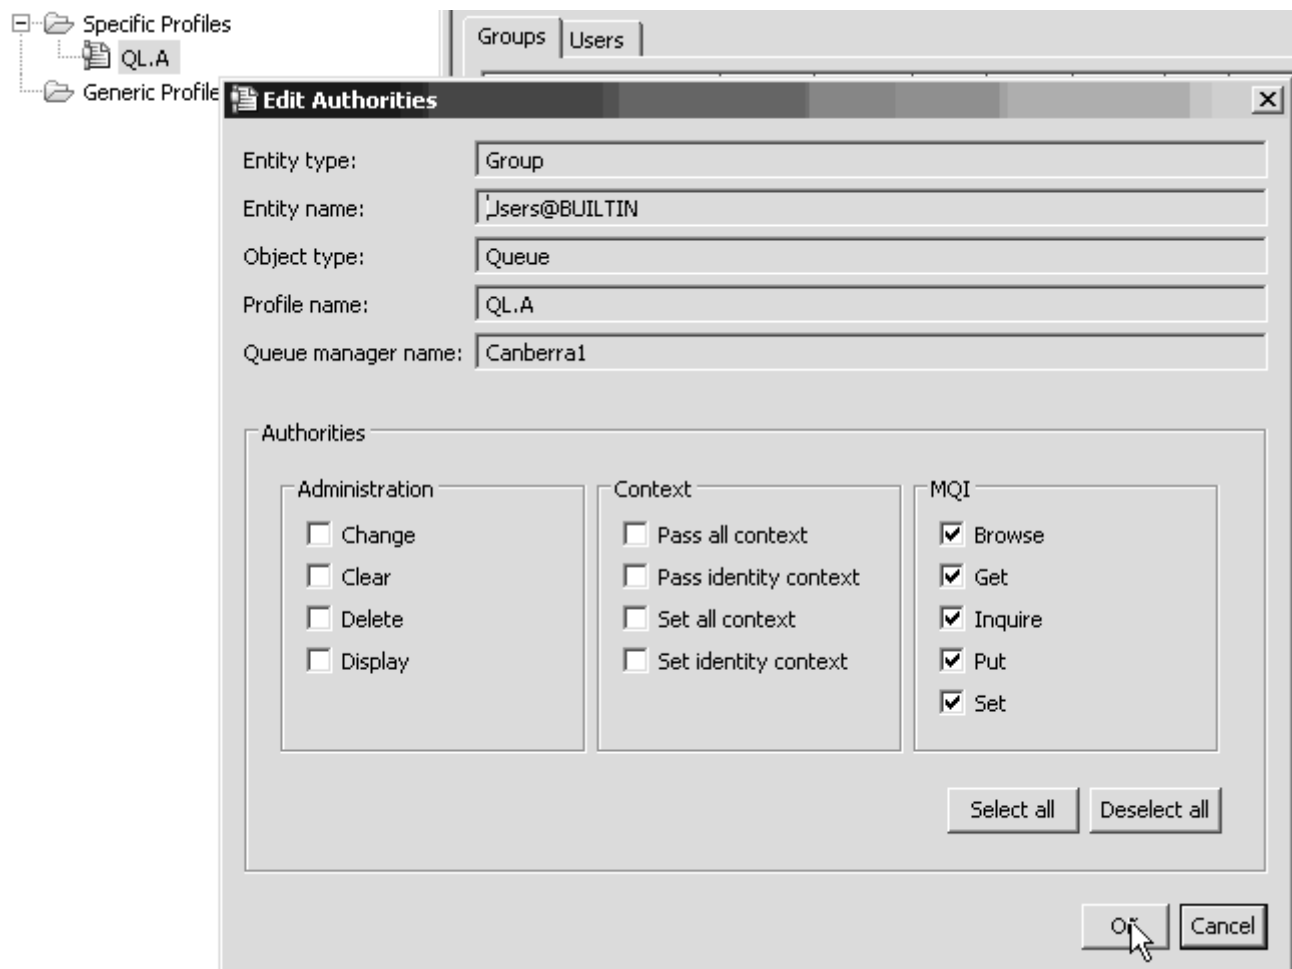 Specific Profiles
QL.A
Generic Profile
Groups
Users
Edit Authorities
Entity type: Group
Entity name: Users@BUILTIN
Object type: Queue
Profile name: QL.A
Queue manager name: Canberra1
Authorities
Administration
Change
Clear
Delete
Display
Context
Pass all context
Pass identity context
Set all context
Set identity context
MQI
Browse
Get
Inquire
Put
Set
Select all
Deselect all
OK
Cancel